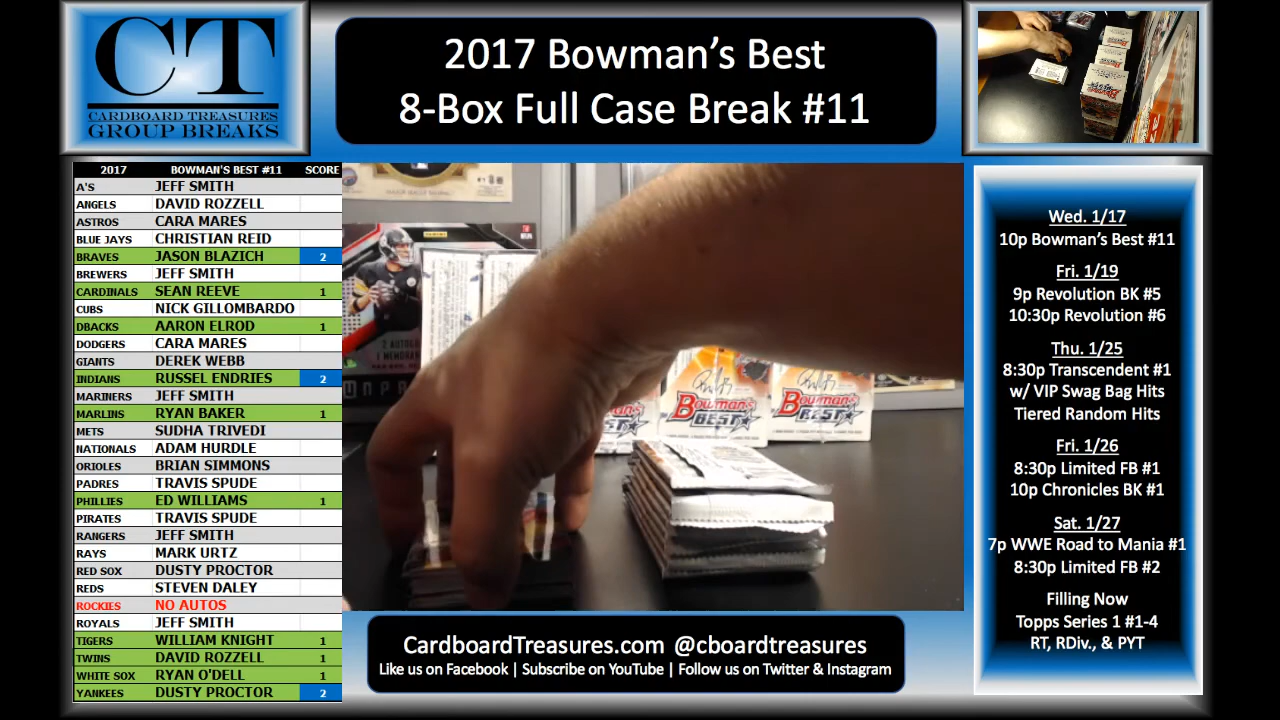 CT
CARDBOARD TREASURES
GROUP BREAKS
2017 Bowman's Best
8-Box Full Case Break #11
2017 BOWMAN'S BEST #11 SCORE
A'S JEFF SMITH
ANGELS DAVID ROZZELL
ASTROS CARA MARES
BLUE JAYS CHRISTIAN REID
BRAVES JASON BLAZICH 2
BREWERS JEFF SMITH
CARDINALS SEAN REEVE 1
CUBS NICK GILLOMBARDO
DBACKS AARON ELROD 1
DODGERS CARA MARES
GIANTS DEREK WEBB
INDIANS RUSSEL ENDRIES 2
MARINERS JEFF SMITH
MARLINS RYAN BAKER 1
METS SUDHA TRIVEDI
NATIONALS ADAM HURDLE
ORIOLES BRIAN SIMMONS
PADRES TRAVIS SPUDE
PHILLIES ED WILLIAMS 1
PIRATES TRAVIS SPUDE
RANGERS JEFF SMITH
RAYS MARK URTZ
RED SOX DUSTY PROCTOR
REDS STEVEN DALEY
ROCKIES NO AUTOS
ROYALS JEFF SMITH
TIGERS WILLIAM KNIGHT 1
TWINS DAVID ROZZELL 1
WHITE SOX RYAN O'DELL 1
YANKEES DUSTY PROCTOR 2
PANINI
2 AUTOGRAPHS
1 MEMORA
UNPA
Bowman's
BEST
Bowman's
BEST
CardboardTreasures.com @cboardtreasures
Like us on Facebook | Subscribe on YouTube | Follow us on Twitter & Instagram
Wed. 1/17
10p Bowman's Best #11
Fri. 1/19
9p Revolution BK #5
10:30p Revolution #6
Thu. 1/25
8:30p Transcendent #1
w/ VIP Swag Bag Hits
Tiered Random Hits
Fri. 1/26
8:30p Limited FB #1
10p Chronicles BK #1
Sat. 1/27
7p WWE Road to Mania #1
8:30p Limited FB #2
Filling Now
Topps Series 1 #1-4
RT, RDiv., & PYT